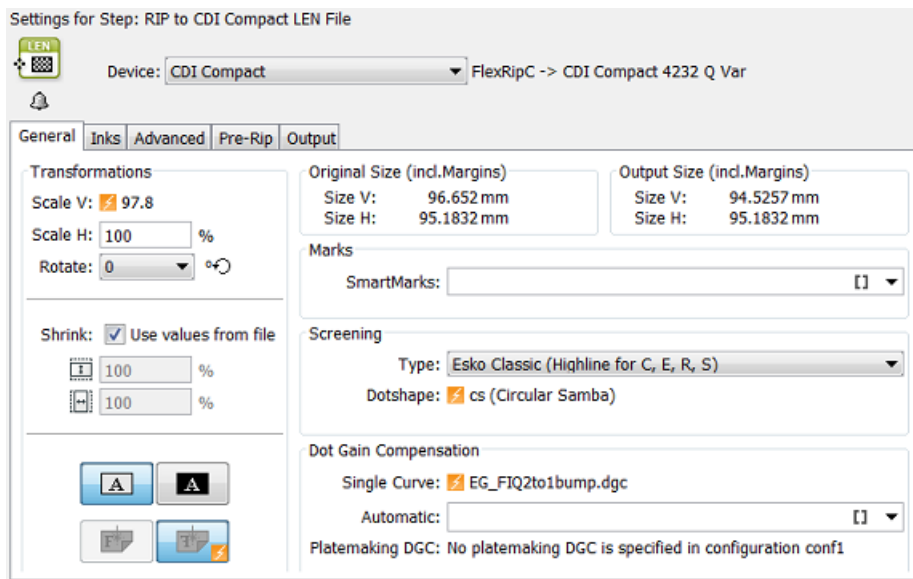 Settings for Step: RIP to CDI Compact LEN File
LEN
Device: CDI Compact FlexRipC -> CDI Compact 4232 Q Var
General Inks Advanced Pre-Rip Output
Transformations
Scale V: 97.8
Scale H: 100 %
Rotate: 0
Shrink: Use values from file
100 %
100 %
A A
F F
Original Size (incl.Margins)
Size V: 96.652 mm
Size H: 95.1832 mm
Output Size (incl.Margins)
Size V: 94.5257 mm
Size H: 95.1832 mm
Marks
SmartMarks: []
Screening
Type: Esko Classic (Highline for C, E, R, S)
Dotshape: cs (Circular Samba)
Dot Gain Compensation
Single Curve: EG_FIQ2to1bump.dgc
Automatic: []
Platemaking DGC: No platemaking DGC is specified in configuration conf1